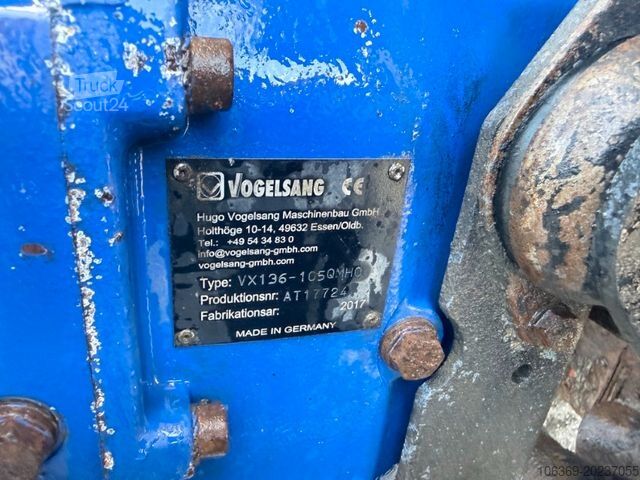 Truck
Scout24
VOGELSANG CE
Hugo Vogelsang Maschinenbau GmbH
Holthöge 10-14, 49632 Essen/Oldb.
Tel.: +49 54 34 83 0
info@vogelsang-gmbh.com
vogelsang-gmbh.com
Type: VX136-105QMHC
Produktionsnr: AT17724
Fabrikationsar: 2017
MADE IN GERMANY
106369-20237055